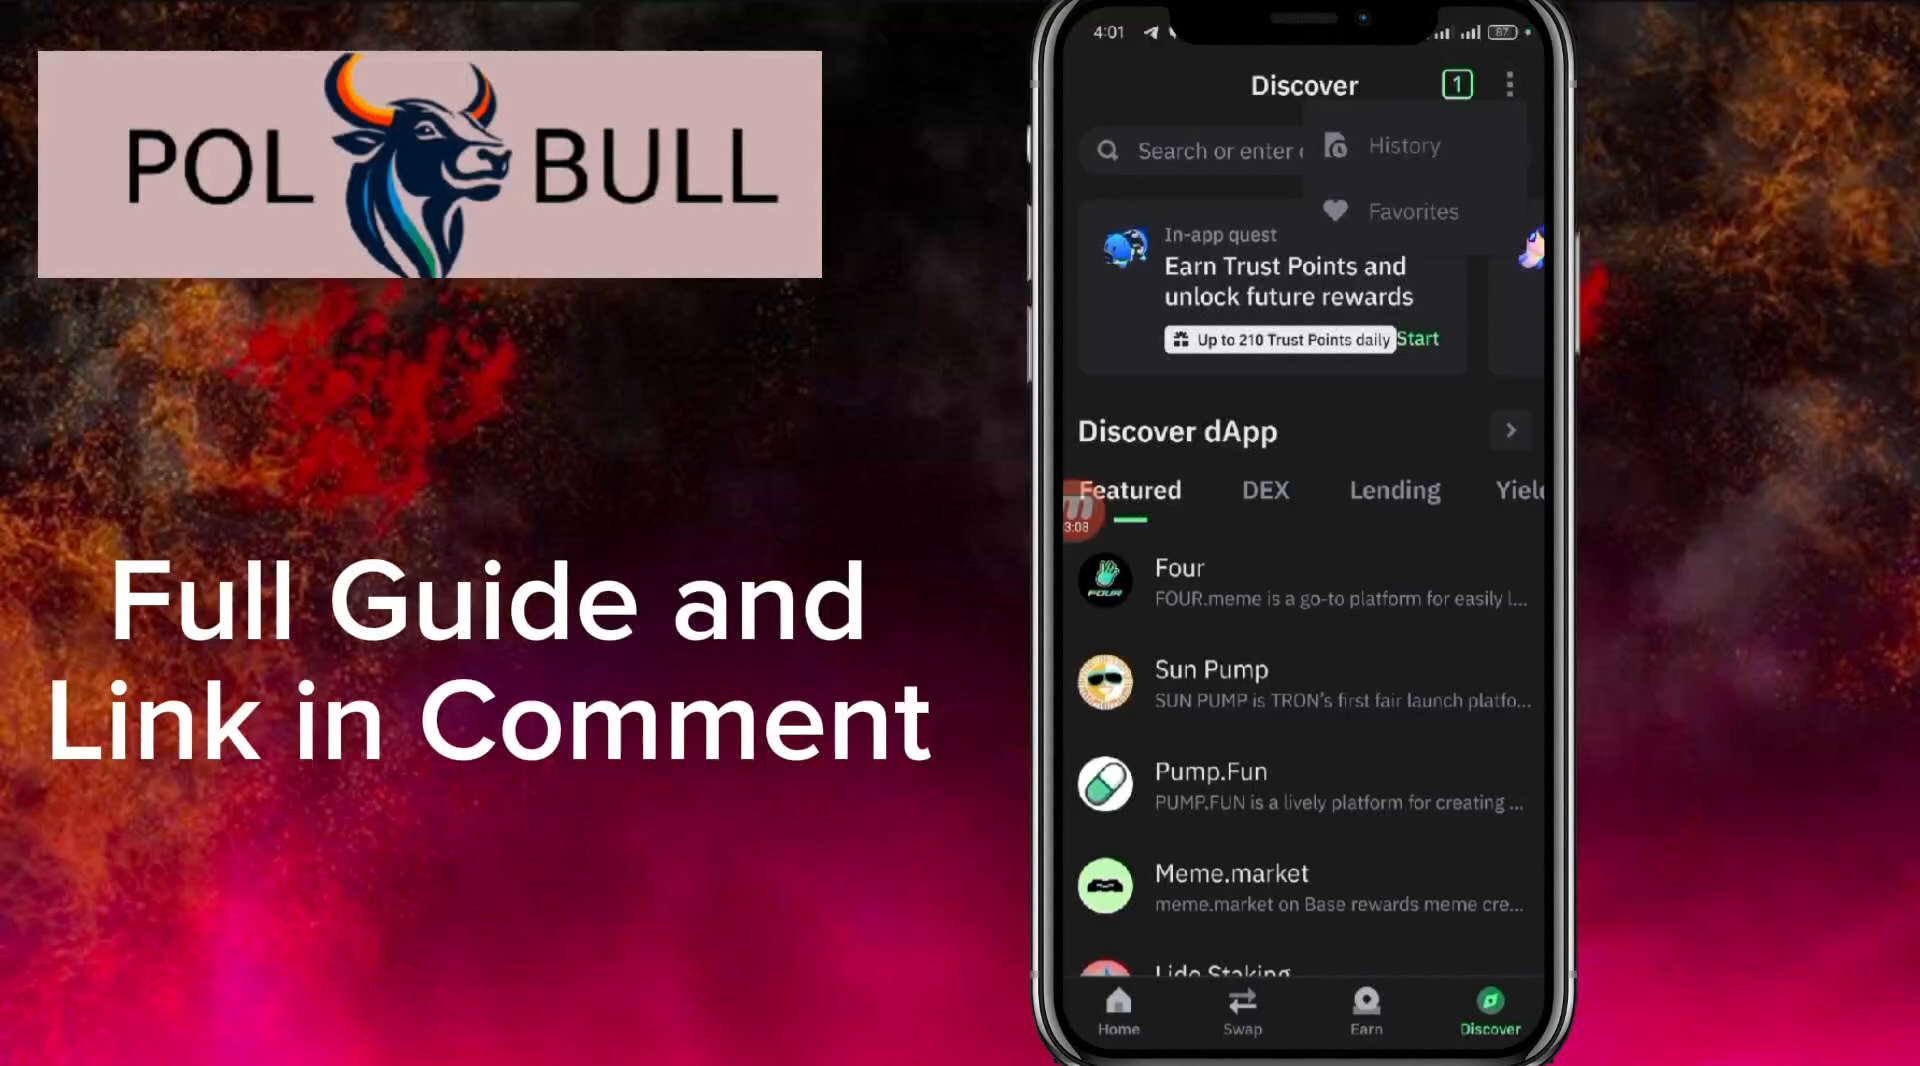 POL BULL
Full Guide and
Link in Comment
4:01
87
Discover
1
Search or enter
History
Favorites
In-app quest
Earn Trust Points and
unlock future rewards
Up to 210 Trust Points daily
Start
Discover dApp
Featured DEX Lending Yiel
3:08
Four
FOUR.meme is a go-to platform for easily l...
Sun Pump
SUN PUMP is TRON's first fair launch platfo...
Pump.Fun
PUMP.FUN is a lively platform for creating ...
Meme.market
meme.market on Base rewards meme cre...
Lido Staking
Home Swap Earn Discover